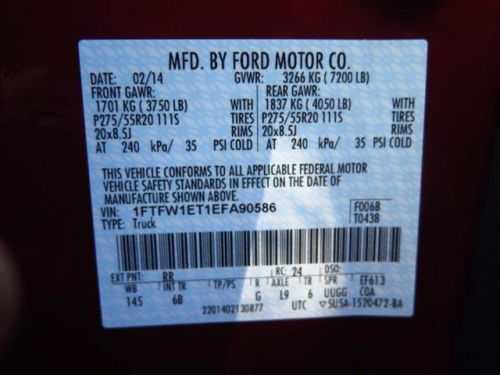 MFD. BY FORD MOTOR CO.
DATE: 02/14 GVWR: 3266 KG (7200 LB)
FRONT GAWR: REAR GAWR:
1701 KG (3750 LB) WITH 1837 KG (4050 LB) WITH
P275/55R20 111S TIRES P275/55R20 111S TIRES
20x8.5J RIMS 20x8.5J RIMS
AT 240 kPa/ 35 PSI COLD AT 240 kPa/ 35 PSI COLD
THIS VEHICLE CONFORMS TO ALL APPLICABLE FEDERAL MOTOR
VEHICLE SAFETY STANDARDS IN EFFECT ON THE DATE OF
MANUFACTURE SHOWN ABOVE.
VIN: 1FTFW1ET1EFA90586 F0068
TYPE: Truck T0438
EXT PNT: RR RC: 24 DSO:
WB INT TR TP/PS R AXLE TR SPR EF613
145 6B G L9 6 UUGG COA
2201402130877 UTC 5U5A-1520472-BA